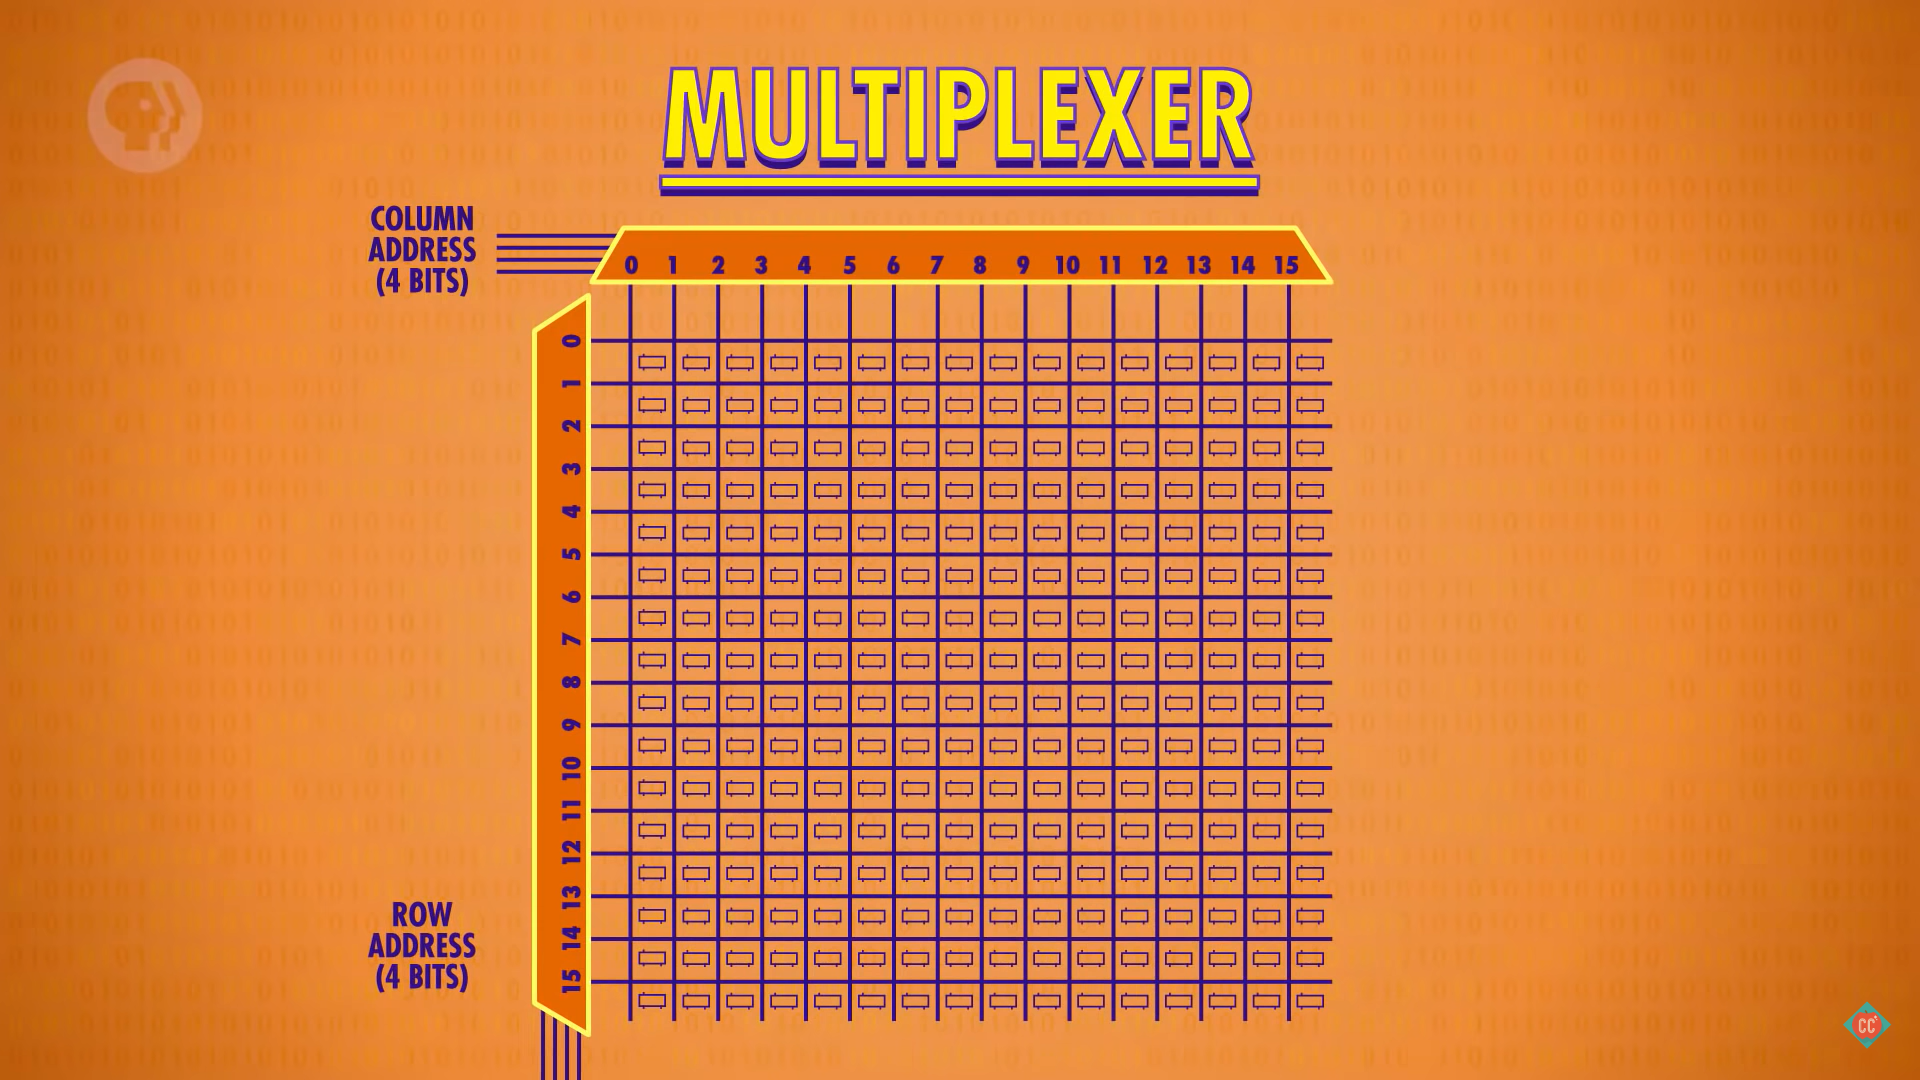 MULTIPLEXER
COLUMN
ADDRESS
(4 BITS)
0 1 2 3 4 5 6 7 8 9 10 11 12 13 14 15
0
1
2
3
4
5
6
7
8
9
10
11
12
13
14
15
ROW
ADDRESS
(4 BITS)
CC